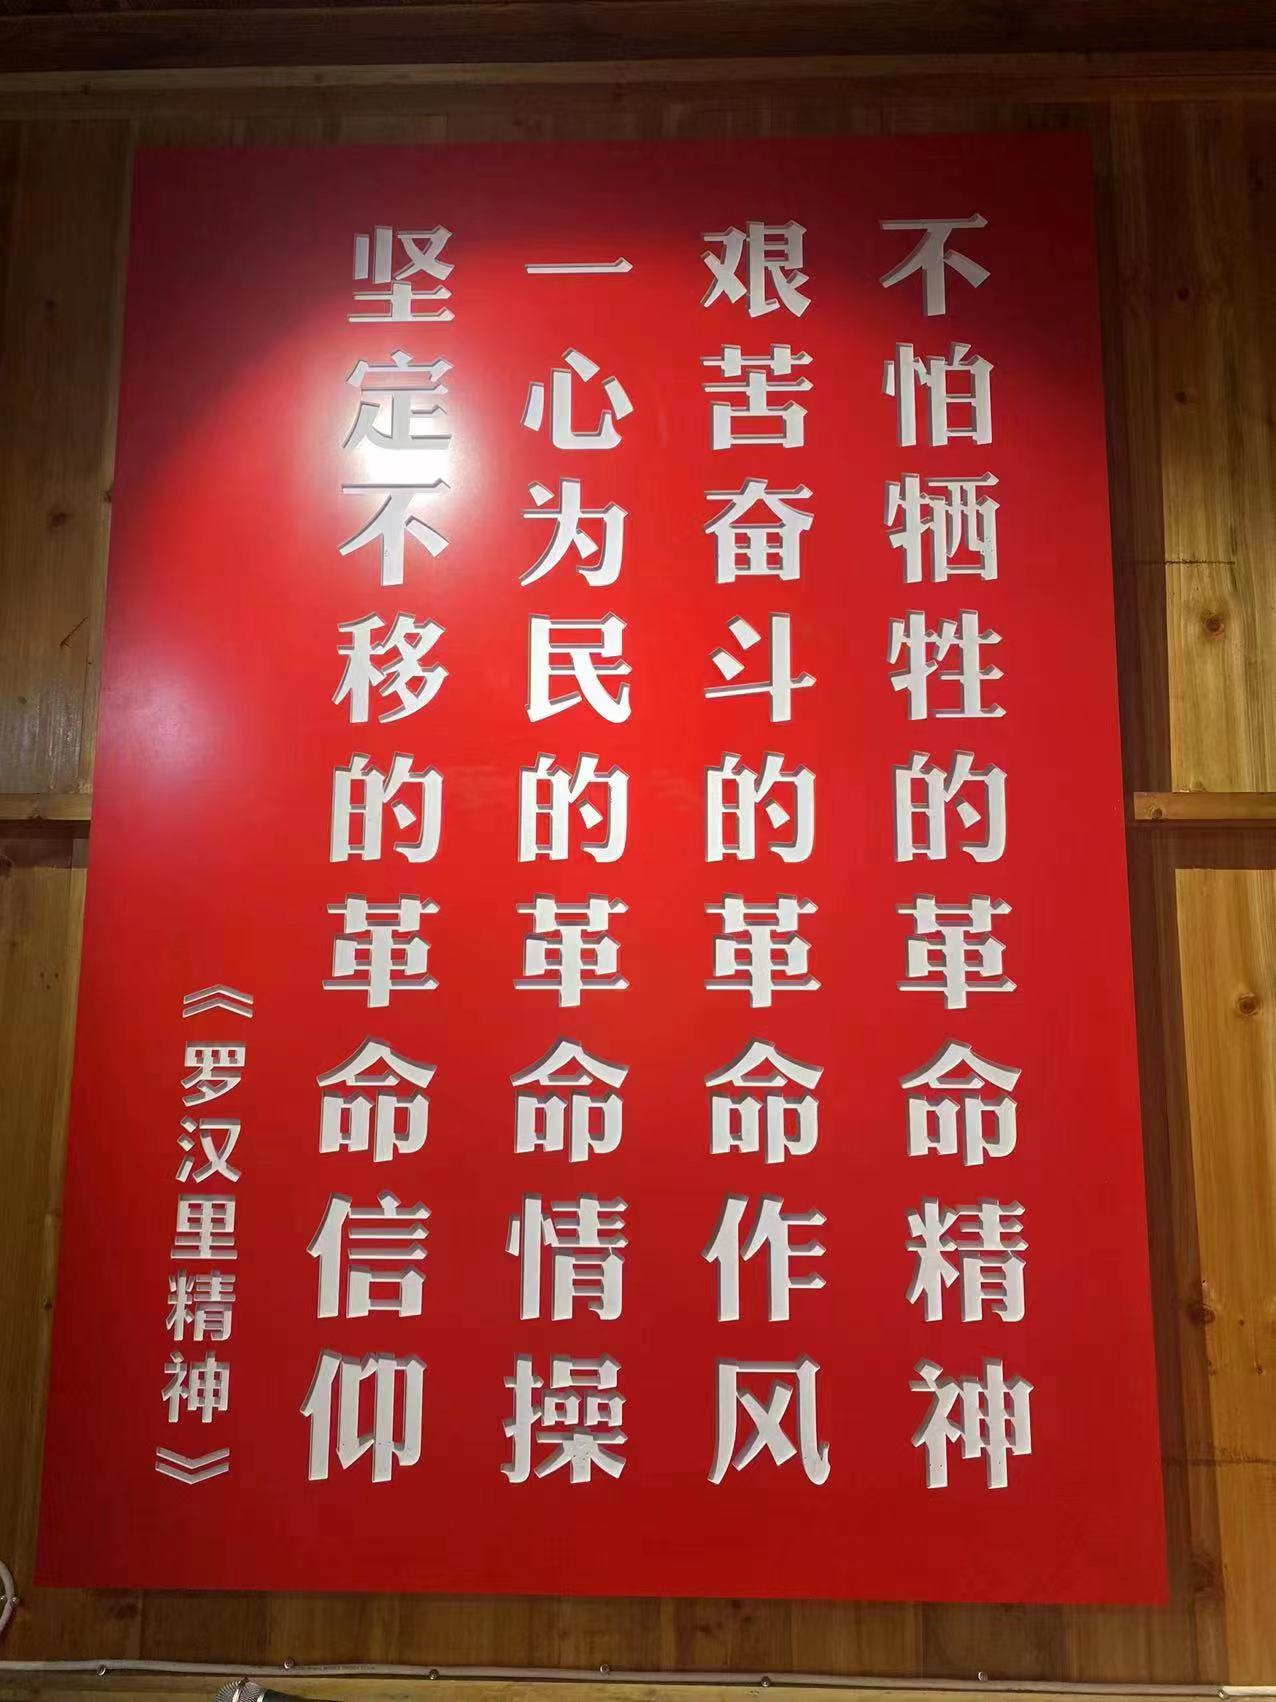 不怕牺牲的革命精神
艰苦奋斗的革命作风
一心为民的革命情操
坚定不移的革命信仰
《罗汉里精神》